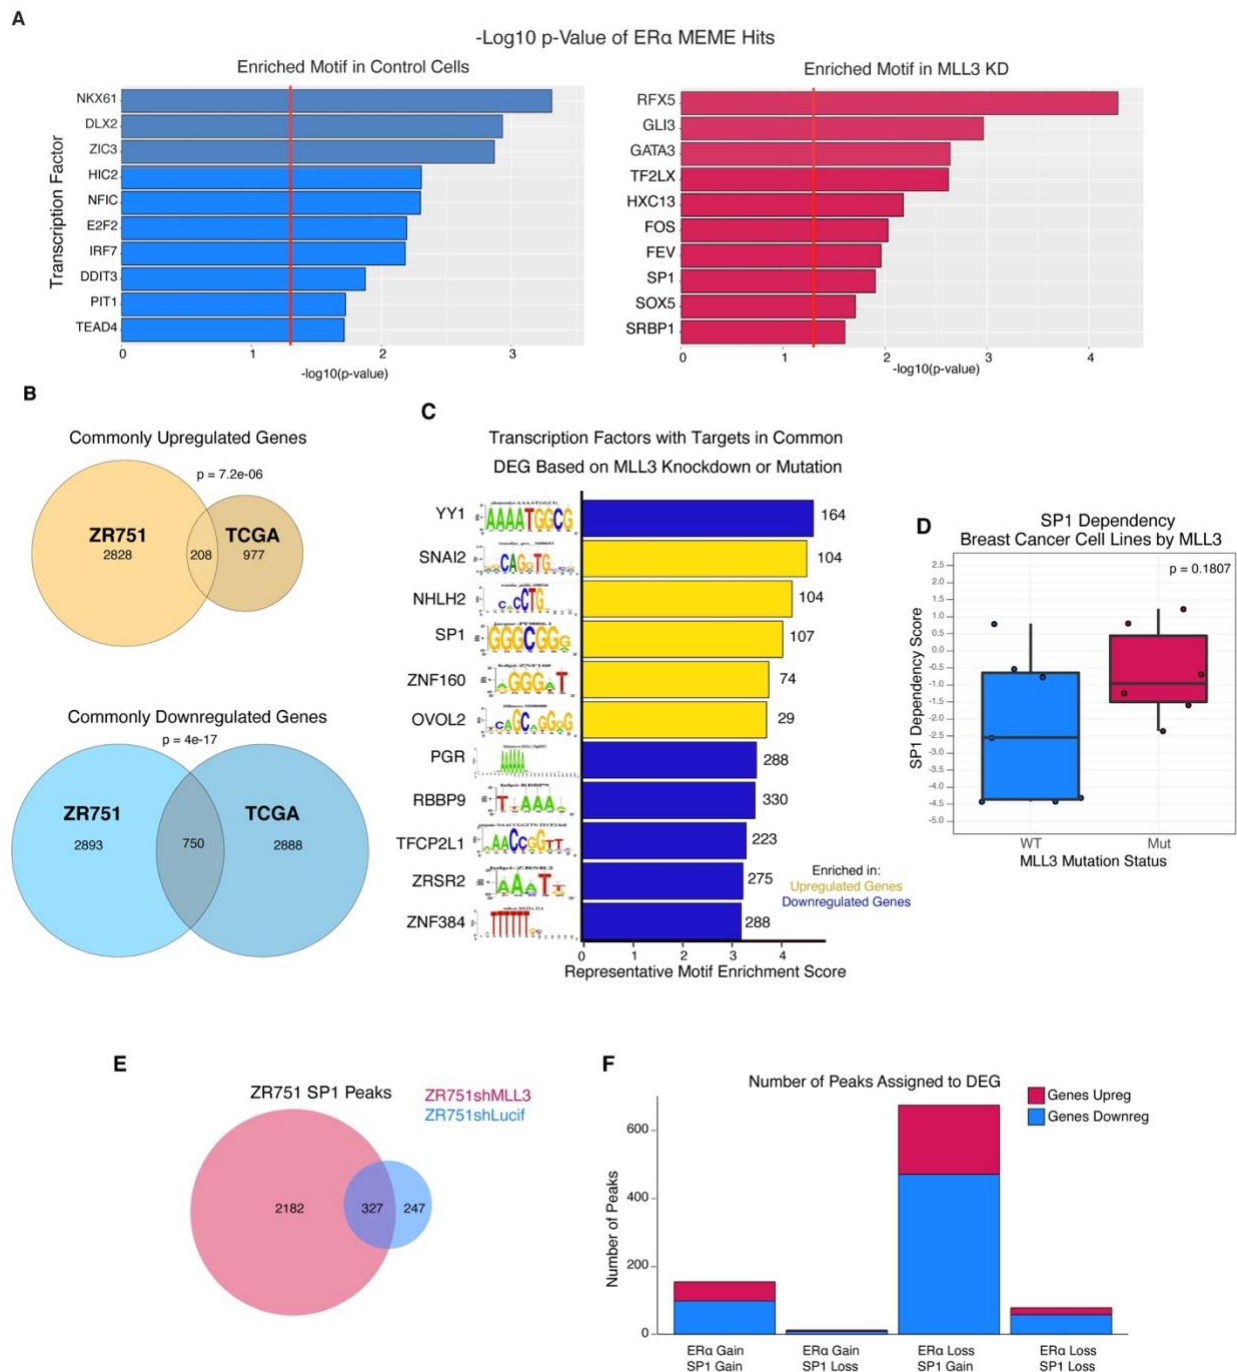 A
-Log10 p-Value of ERα MEME Hits
Enriched Motif in Control Cells
Transcription Factor
NKX61
DLX2
ZIC3
HIC2
NFIC
E2F2
IRF7
DDIT3
PIT1
TEAD4
0 1 2 3
-log10(p-value)
Enriched Motif in MLL3 KD
RFX5
GLI3
GATA3
TF2LX
HXC13
FOS
FEV
SP1
SOX5
SRBP1
0 1 2 3 4
-log10(p-value)
B
Commonly Upregulated Genes
p = 7.2e-06
ZR751 TCGA
2828 208 977
Commonly Downregulated Genes
p = 4e-17
ZR751 TCGA
2893 750 2888
C
Transcription Factors with Targets in Common
DEG Based on MLL3 Knockdown or Mutation
YY1 AAAATGGCG 164
SNAI2 104
NHLH2 104
SP1 GGGCGGG 107
ZNF160 74
OVOL2 29
PGR 288
RBBP9 330
TFCP2L1 223
ZRSR2 275
ZNF384 288
Enriched in:
Upregulated Genes
Downregulated Genes
0 1 2 3 4
Representative Motif Enrichment Score
D
SP1 Dependency
Breast Cancer Cell Lines by MLL3
p = 0.1807
SP1 Dependency Score
2.5
2.0
1.5
1.0
0.5
0.0
-0.5
-1.0
-1.5
-2.0
-2.5
-3.0
-3.5
-4.0
-4.5
-5.0
WT Mut
MLL3 Mutation Status
E
ZR751 SP1 Peaks
ZR751shMLL3
ZR751shLucif
2182 327 247
F
Number of Peaks Assigned to DEG
Genes Upreg
Genes Downreg
Number of Peaks
600
400
200
0
ERα Gain ERα Gain ERα Loss ERα Loss
SP1 Gain SP1 Loss SP1 Gain SP1 Loss